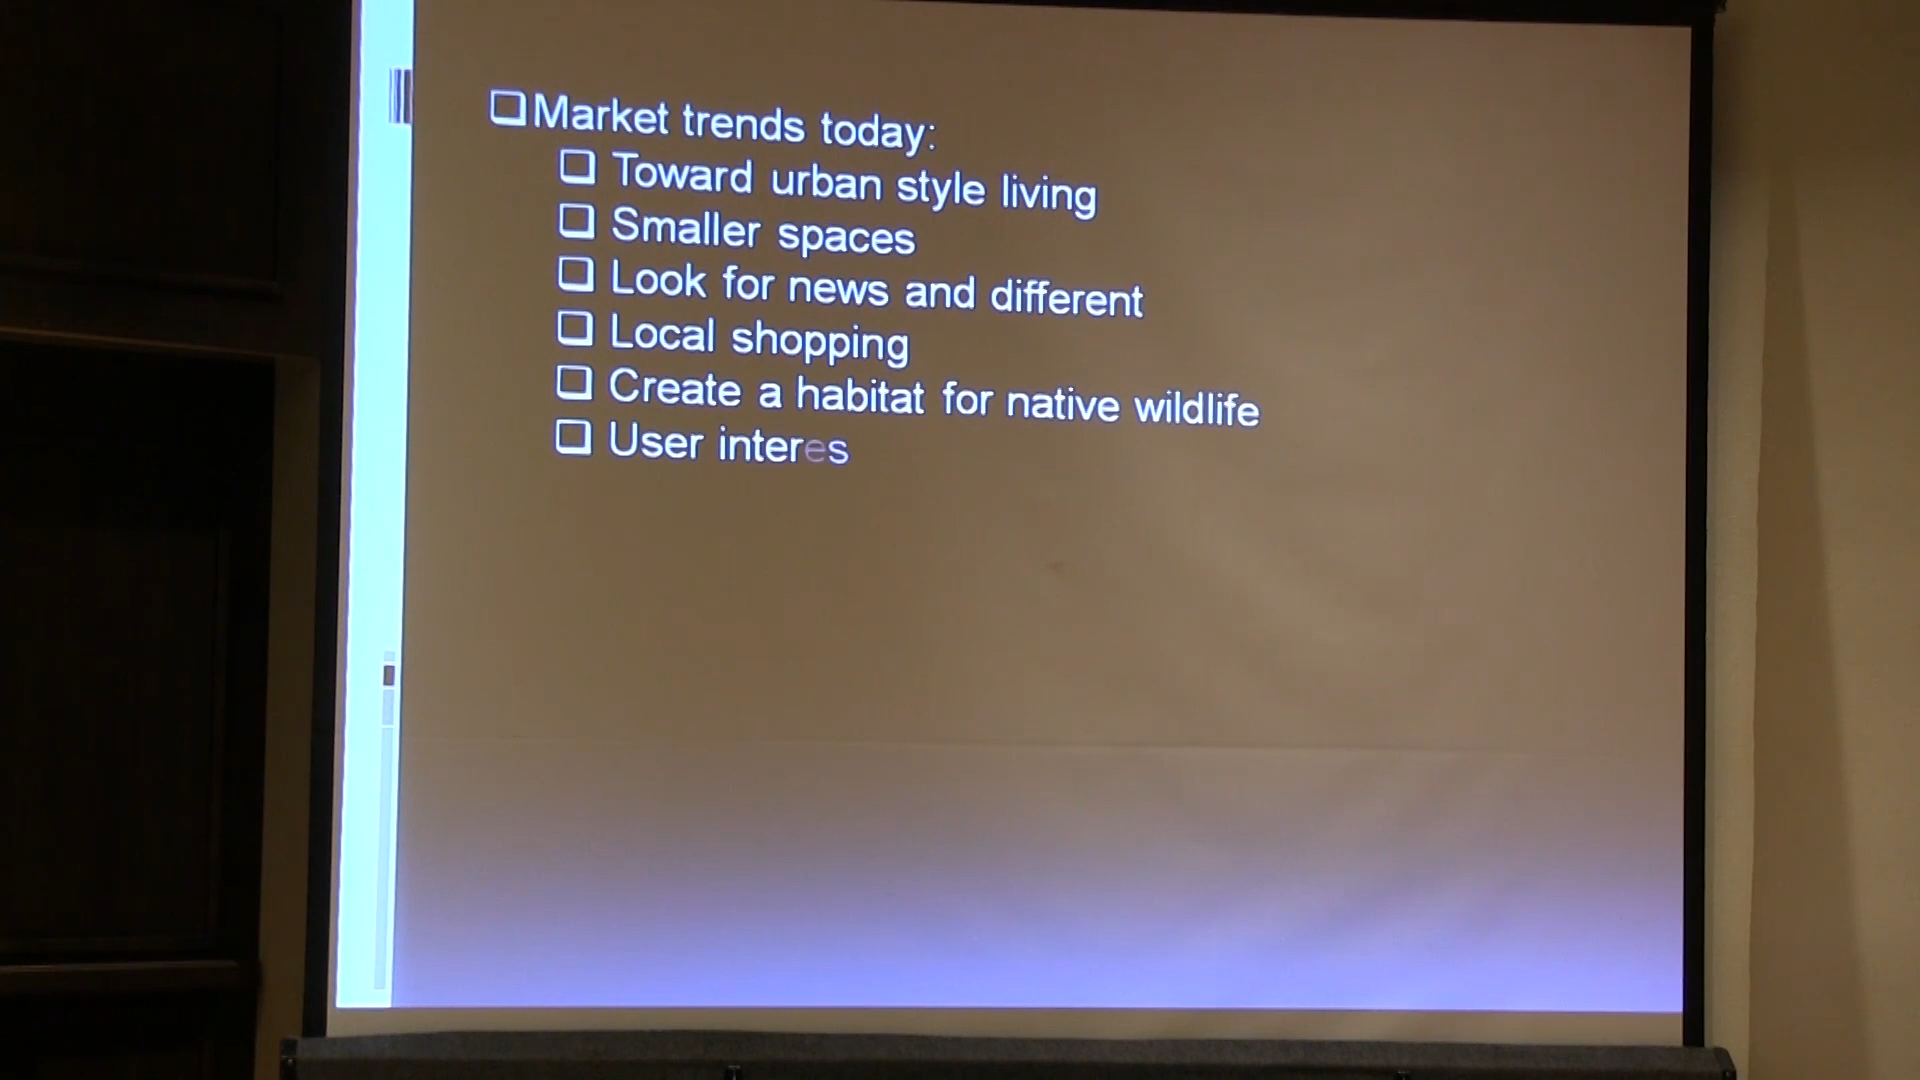 Market trends today:
Toward urban style living
Smaller spaces
Look for news and different
Local shopping
Create a habitat for native wildlife
User interes